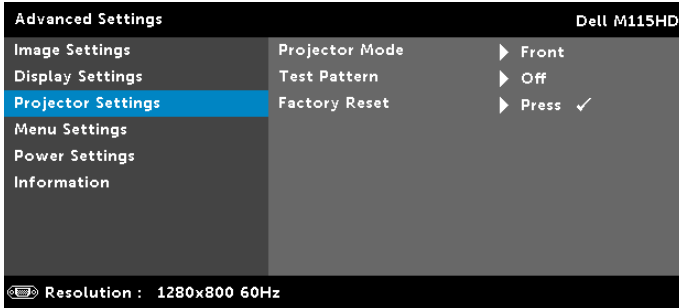 Advanced Settings Dell M115HD
Image Settings Projector Mode Front
Display Settings Test Pattern Off
Projector Settings Factory Reset Press ✓
Menu Settings
Power Settings
Information
Resolution : 1280x800 60Hz